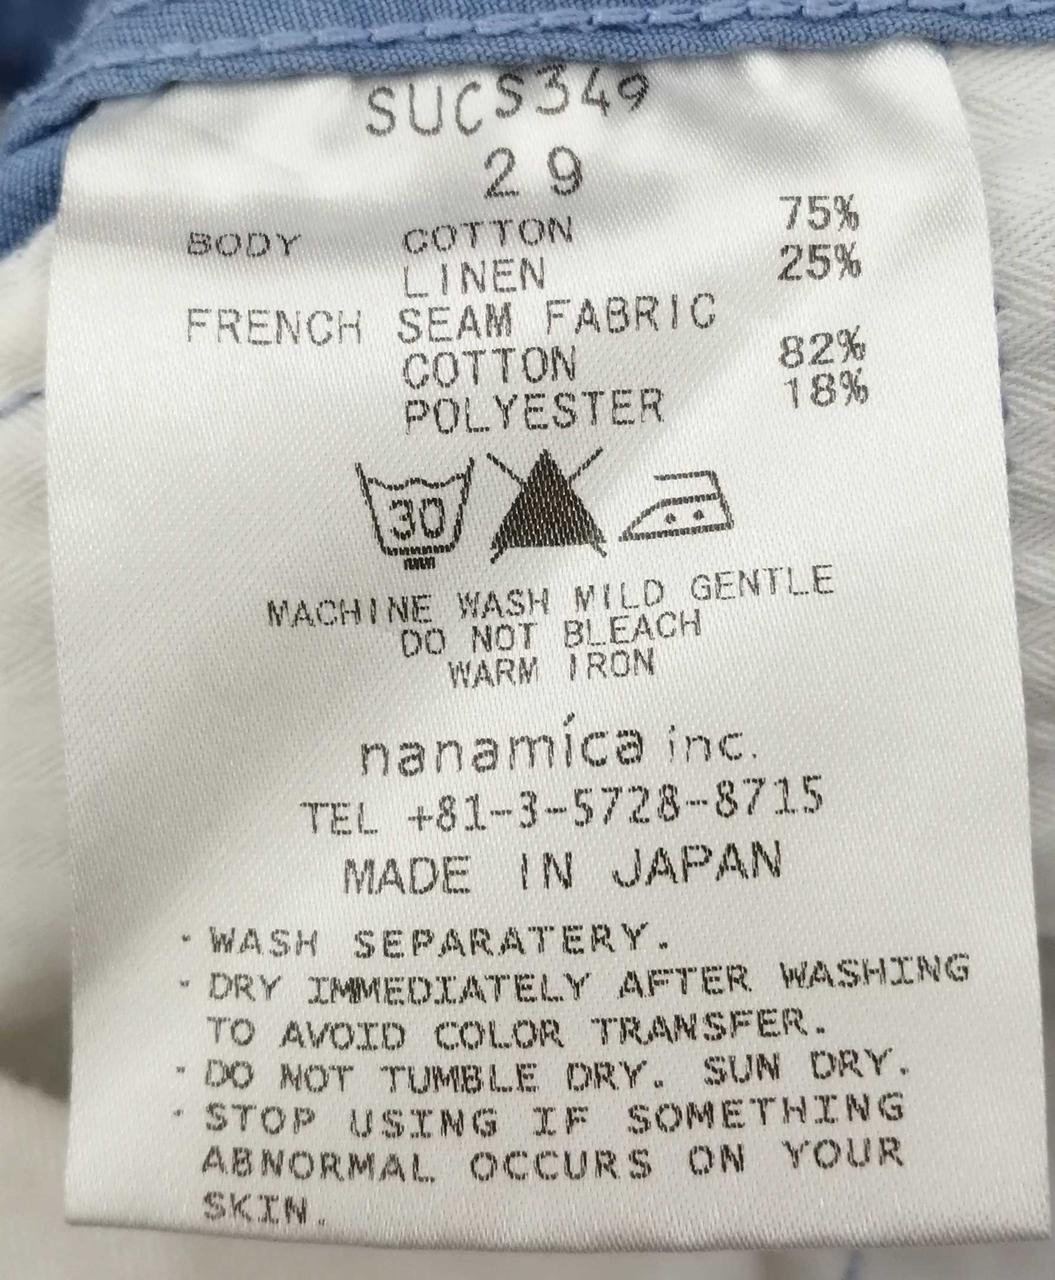 SUCS349
29
BODY COTTON 75%
LINEN 25%
FRENCH SEAM FABRIC
COTTON 82%
POLYESTER 18%
30
MACHINE WASH MILD GENTLE
DO NOT BLEACH
WARM IRON
nanamíca inc.
TEL +81-3-5728-8715
MADE IN JAPAN
· WASH SEPARATERY.
· DRY IMMEDIATELY AFTER WASHING
TO AVOID COLOR TRANSFER.
· DO NOT TUMBLE DRY. SUN DRY.
· STOP USING IF SOMETHING
ABNORMAL OCCURS ON YOUR
SKIN.